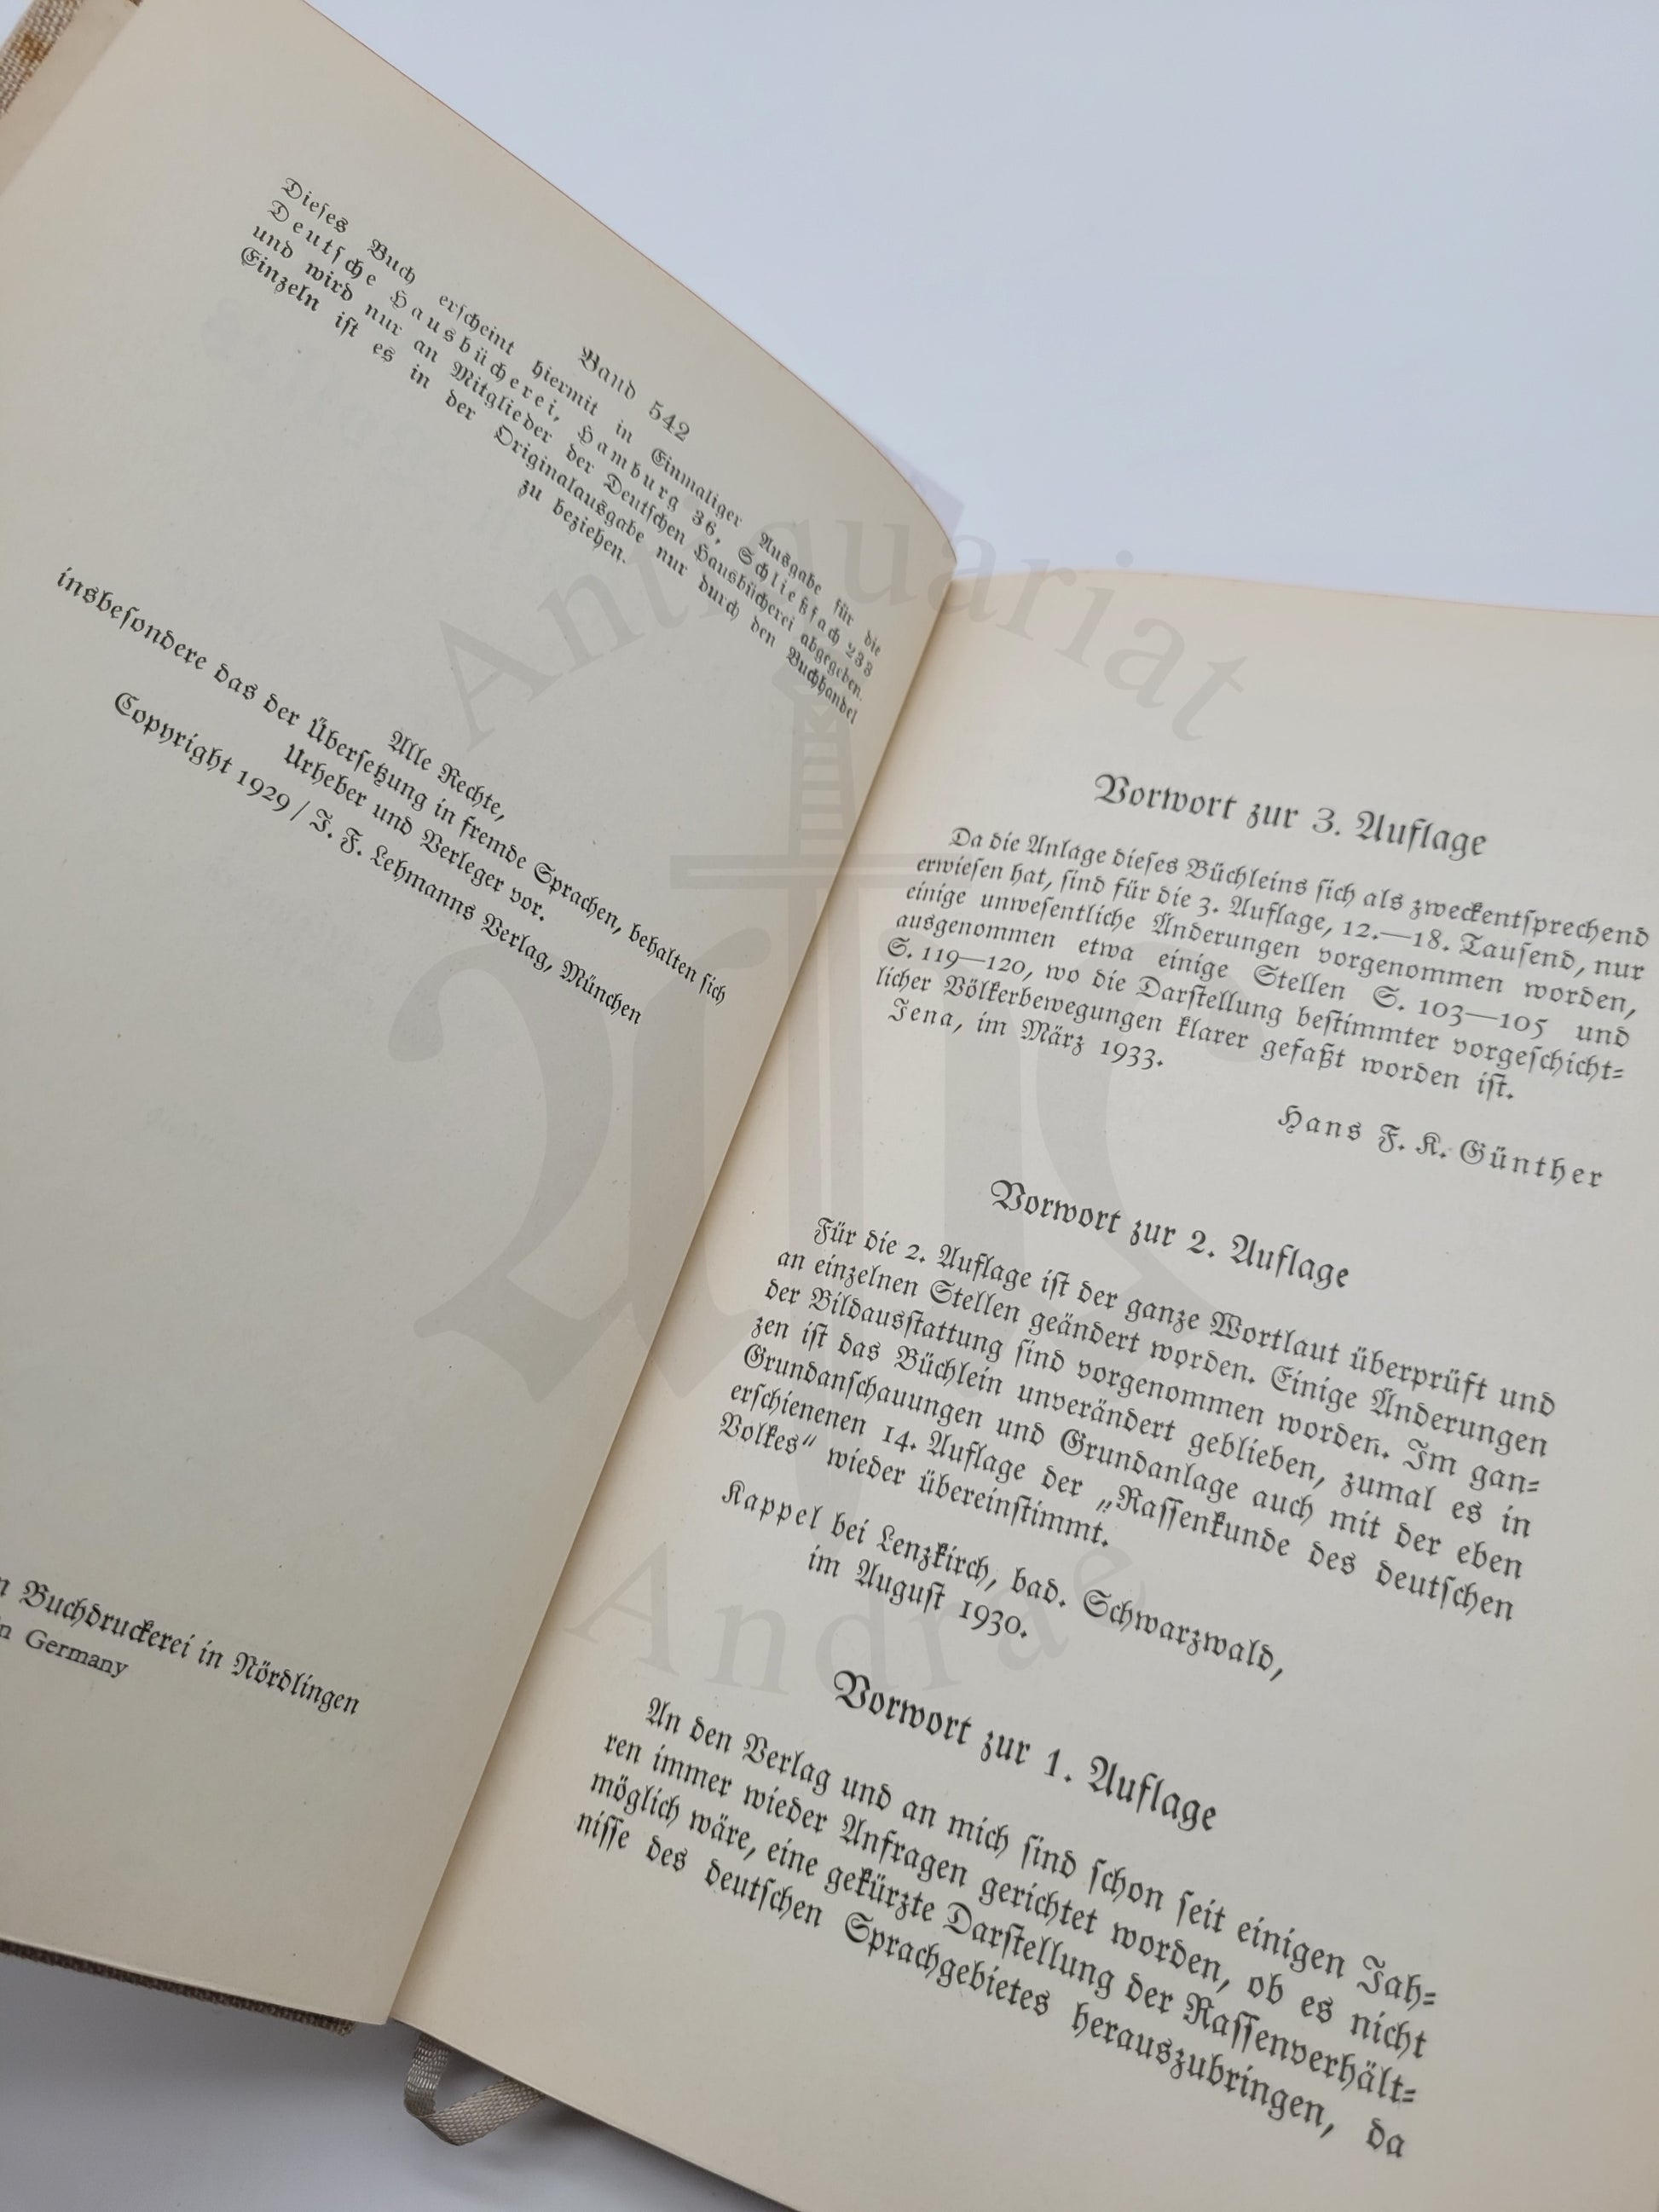 Band 542
Dieses Buch erscheint hiermit in Einmaliger Ausgabe für die
Deutsche Hausbücherei, Hamburg 36, Schließfach 233
und wird nur an Mitglieder der Deutschen Hausbücherei abgegeben.
Einzeln ist es in der Originalausgabe nur durch den Buchhandel
zu beziehen.
Alle Rechte,
insbesondere das der Übersetzung in fremde Sprachen, behalten sich
Urheber und Verleger vor.
Copyright 1929 / J. F. Lehmanns Verlag, München
Buchdruckerei in Nördlingen
Germany
Vorwort zur 3. Auflage
Da die Anlage dieses Büchleins sich als zweckentsprechend
erwiesen hat, sind für die 3. Auflage, 12.—18. Tausend, nur
einige unwesentliche Änderungen vorgenommen worden,
ausgenommen etwa einige Stellen S. 103—105 und
S. 119—120, wo die Darstellung bestimmter vorgeschicht-
licher Völkerbewegungen klarer gefaßt worden ist.
Jena, im März 1933.
Hans F. K. Günther
Vorwort zur 2. Auflage
Für die 2. Auflage ist der ganze Wortlaut überprüft und
an einzelnen Stellen geändert worden. Einige Änderungen
der Bildausstattung sind vorgenommen worden. Im gan-
zen ist das Büchlein unverändert geblieben, zumal es in
Grundanschauungen und Grundanlage auch mit der eben
erschienenen 14. Auflage der „Rassenkunde des deutschen
Volkes“ wieder übereinstimmt.
Kappel bei Lenzkirch, bad. Schwarzwald,
im August 1930.
Vorwort zur 1. Auflage
An den Verlag und an mich sind schon seit einigen Jah-
ren immer wieder Anfragen gerichtet worden, ob es nicht
möglich wäre, eine gekürzte Darstellung der Rassenverhält-
nisse des deutschen Sprachgebietes herauszubringen, da
Antiquariat
Andrae